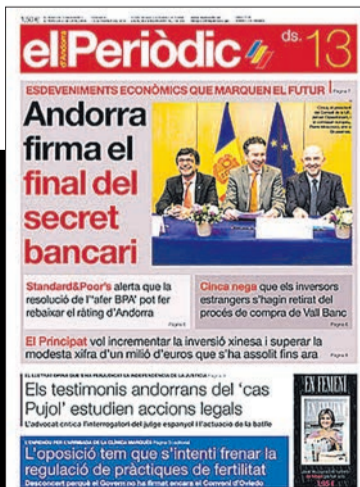 1,50€
elPeriòdic
d'Andorra
ds. 13
ESDEVENIMENTS ECONÒMICS QUE MARQUEN EL FUTUR
Andorra
firma el
final del
secret
bancari
Standard&Poor's alerta que la
resolució de l'"afer BPA' pot fer
rebaixar el ràting d'Andorra
Cinca nega que els inversors
estrangers s'hagin retirat del
procés de compra de Vall Banc
El Principat vol incrementar la inversió xinesa i superar la
modesta xifra d'un milió d'euros que s'ha assolit fins ara
Els testimonis andorrans del 'cas
Pujol' estudien accions legals
L'advocat critica l'interrogatori del jutge espanyol i l'actuació de la batlle
EN FEMENÍ
L'oposició tem que s'intenti frenar la
regulació de pràctiques de fertilitat
Desconcert perquè el Govern no ha firmat encara el Conveni d'Oviedo